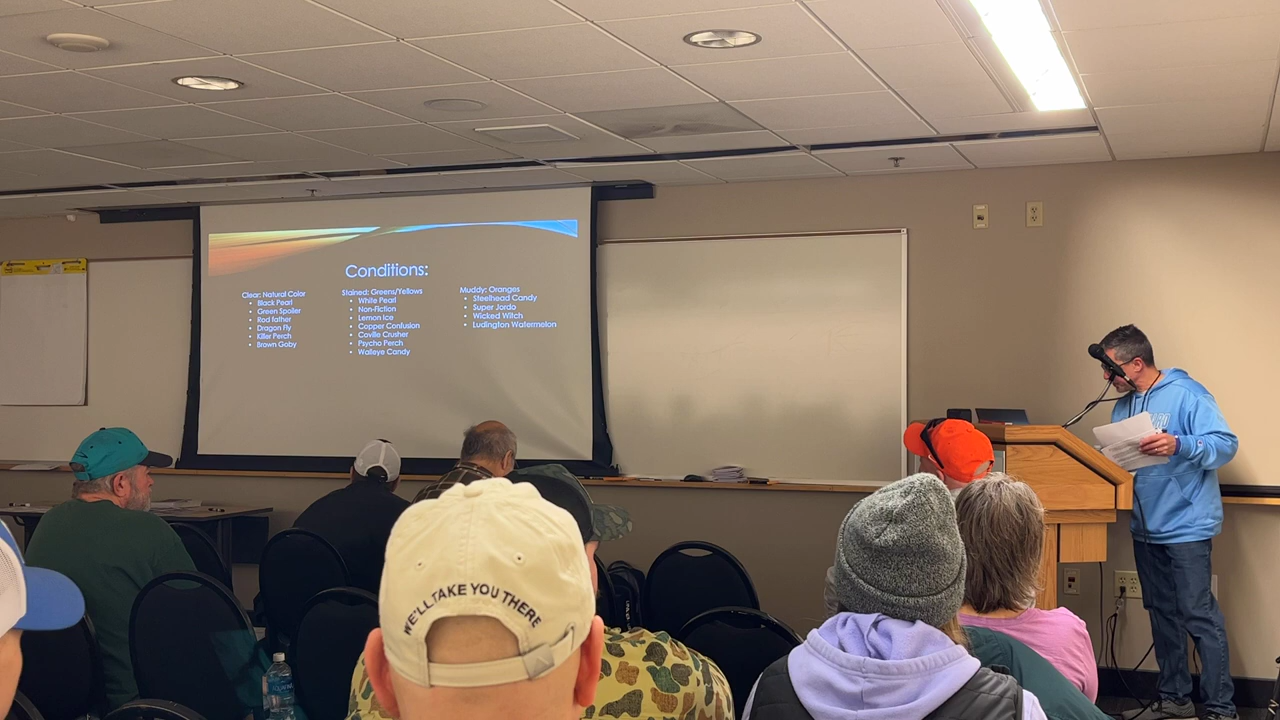 Conditions:
Clear: Natural Color
• Black Pearl
• Green Spoiler
• Rod father
• Dragon Fly
• Killer Perch
• Brown Goby
Stained: Greens/Yellows
• White Pearl
• Non-Fiction
• Lemon Ice
• Copper Confusion
• Coville Crusher
• Psycho Perch
• Walleye Candy
Muddy: Oranges
• Steelhead Candy
• Super Jordo
• Wicked Witch
• Ludington Watermelon
WE'LL TAKE YOU THERE